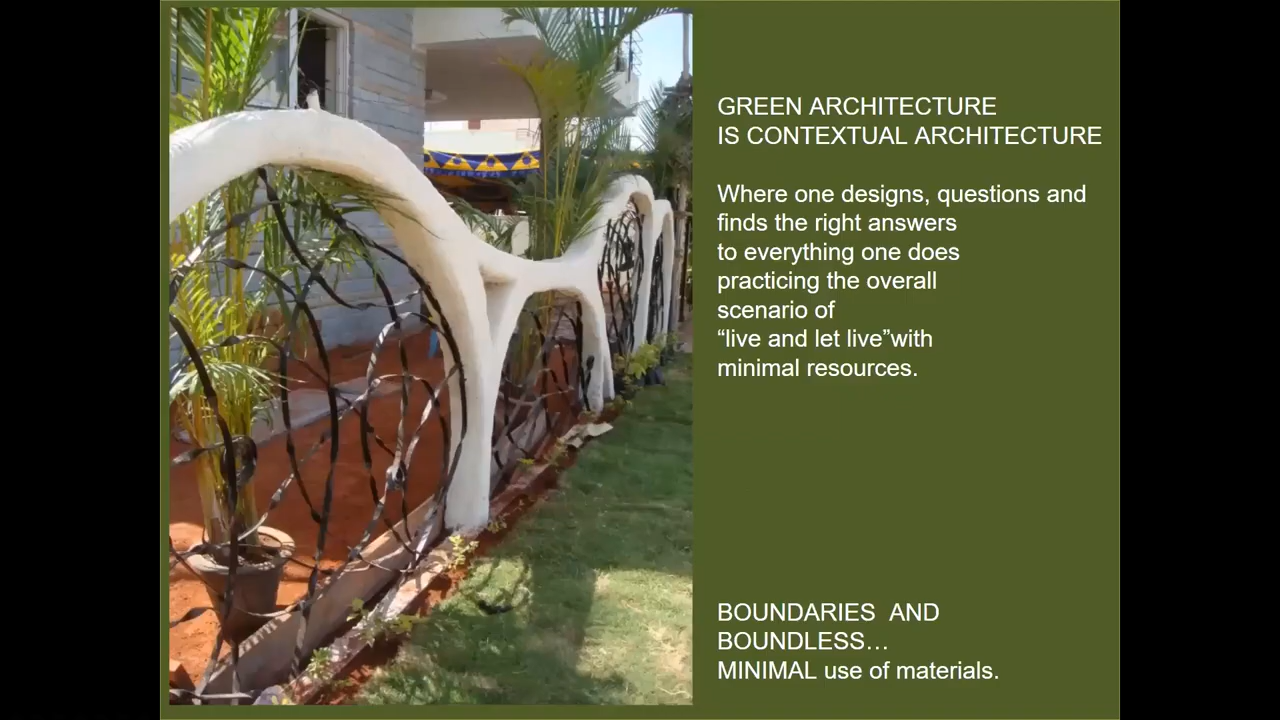 GREEN ARCHITECTURE
IS CONTEXTUAL ARCHITECTURE
Where one designs, questions and
finds the right answers
to everything one does
practicing the overall
scenario of
“live and let live”with
minimal resources.
BOUNDARIES  AND
BOUNDLESS…
MINIMAL use of materials.